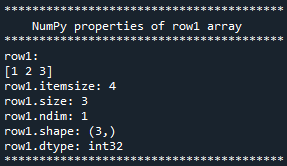 ****************************************
NumPy properties of row1 array
****************************************
row1:
[1 2 3]
row1.itemsize: 4
row1.size: 3
row1.ndim: 1
row1.shape: (3,)
row1.dtype: int32
****************************************